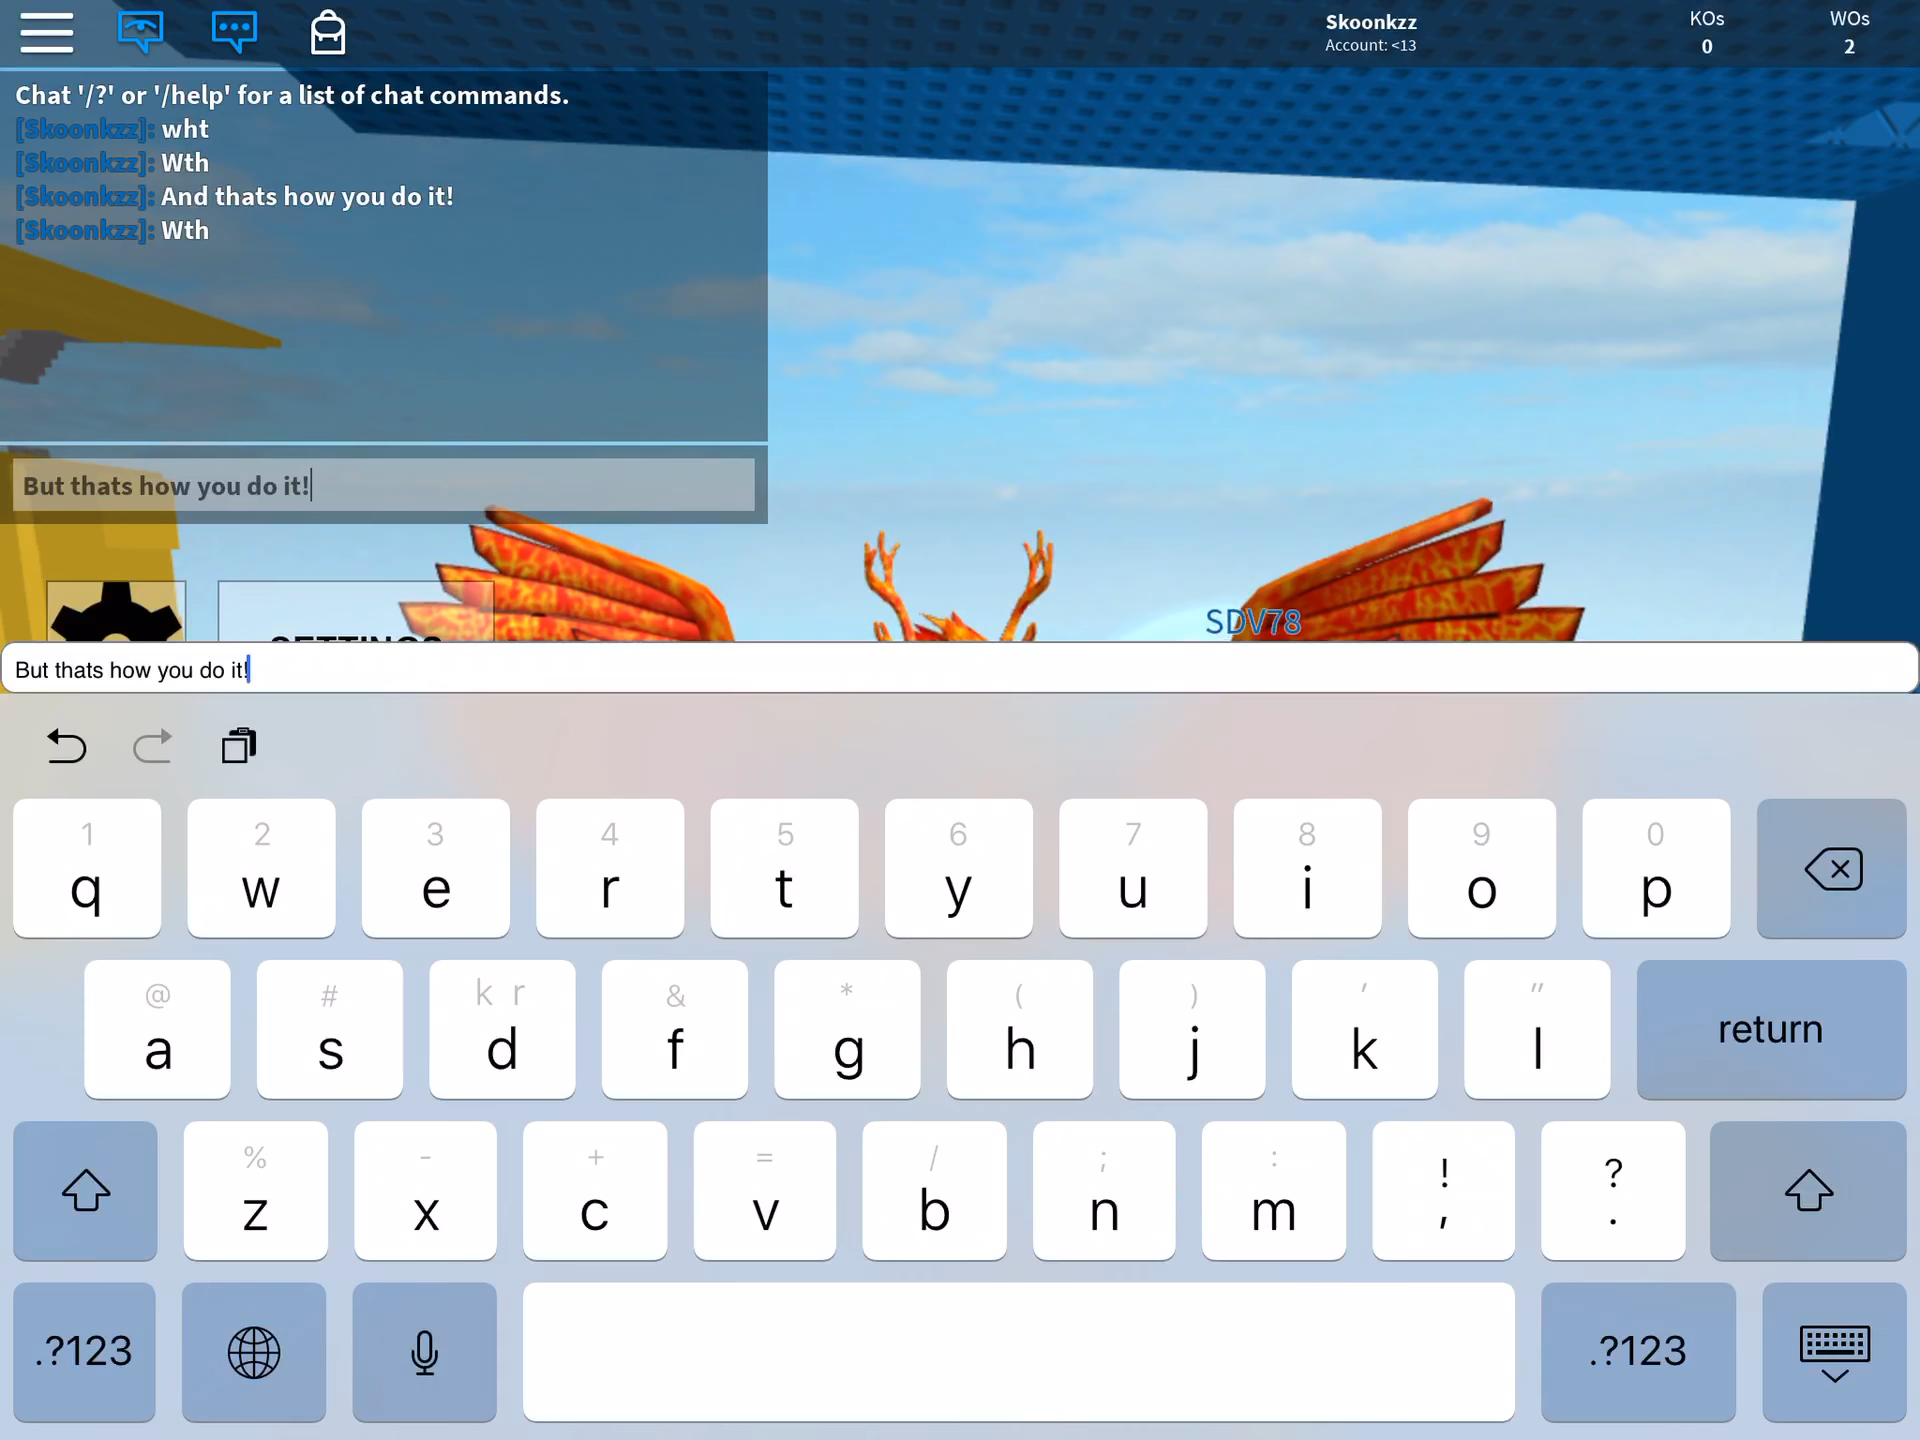 Skoonkzz
Account: <13
KOs
0
WOs
2
Chat '/?' or '/help' for a list of chat commands.
[Skoonkzz]: wht
[Skoonkzz]: Wth
[Skoonkzz]: And thats how you do it!
[Skoonkzz]: Wth
But thats how you do it!
SETTINGS
SDV78
But thats how you do it!
1 2 3 4 5 6 7 8 9 0
q w e r t y u i o p
@ # k r & * ( ) ' "
a s d f g h j k l return
% - + = / ; : ! ?
z x c v b n m , .
.?123 .?123